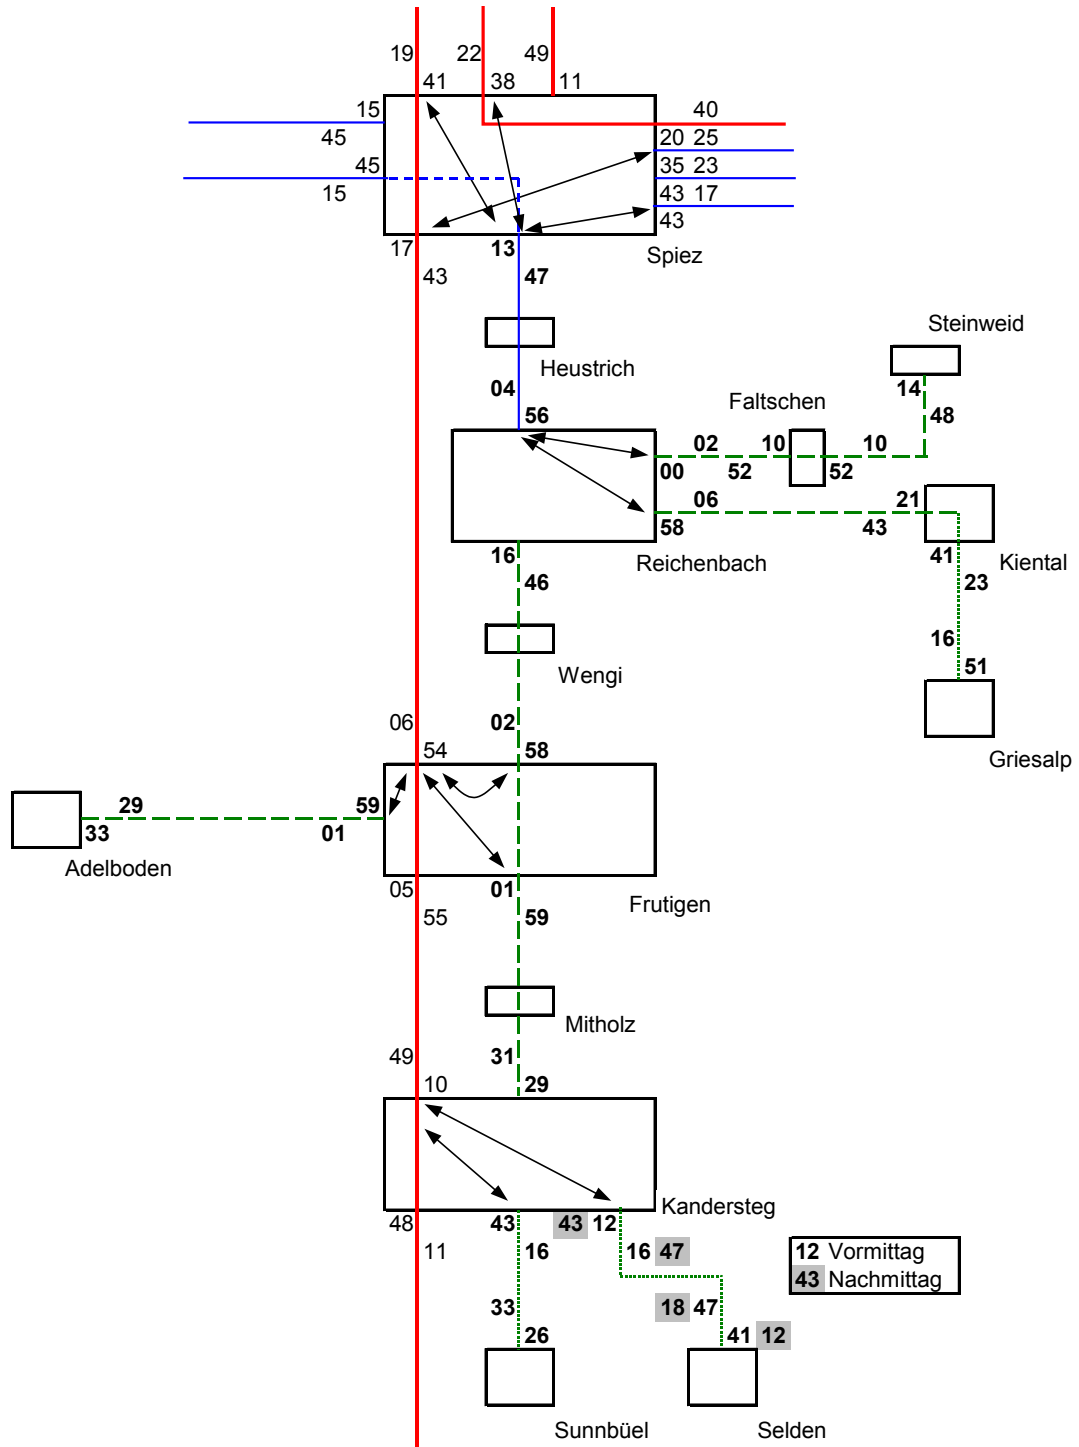 19 22 49
41 38 11
15 40
45 20 25
45 35 23
15 43 17
43
17 13 Spiez
43 47
Steinweid
Heustrich
04 14
56 Faltschen 48
02 10 10
00 52 52
06 21
58 43
16 Reichenbach 41 Kiental
46 23
16
51
Wengi
06 02 Griesalp
54 58
29 59
33 01
Adelboden
05 01 Frutigen
55 59
Mitholz
49 31
10 29
Kandersteg
48 43 43 12
11 16 16 47
12 Vormittag
43 Nachmittag
33 18 47
26 41 12
Sunnbüel Selden